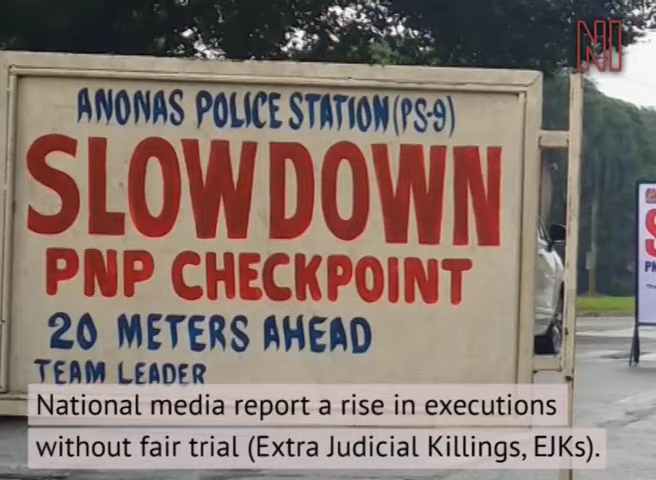 NI
ANONAS POLICE STATION (PS-9)
SLOWDOWN
PNP CHECKPOINT
20 METERS AHEAD
TEAM LEADER
National media report a rise in executions
without fair trial (Extra Judicial Killings, EJKs).